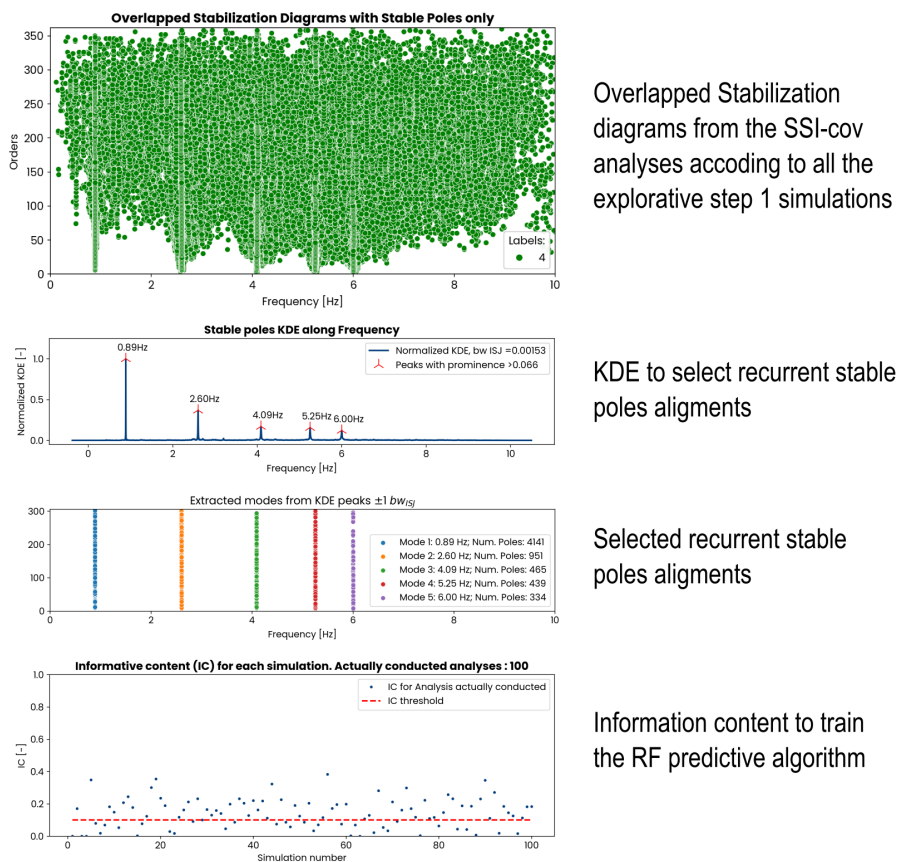 Overlapped Stabilization Diagrams with Stable Poles only
350
300
250
200
150
100
50
0
Orders
Labels:
4
0 2 4 6 8 10
Frequency [Hz]
Overlapped Stabilization
diagrams from the SSI-cov
analyses accoding to all the
explorative step 1 simulations
Stable poles KDE along Frequency
Normalized KDE [-]
1.0
0.5
0.0
0.89Hz
2.60Hz
4.09Hz
5.25Hz
6.00Hz
Normalized KDE, bw ISJ =0.00153
Peaks with prominence >0.066
0 2 4 6 8 10
Frequency [Hz]
KDE to select recurrent stable
poles aligments
Extracted modes from KDE peaks ±1 bw_ISJ
300
200
100
0
Mode 1: 0.89 Hz; Num. Poles: 4141
Mode 2: 2.60 Hz; Num. Poles: 951
Mode 3: 4.09 Hz; Num. Poles: 465
Mode 4: 5.25 Hz; Num. Poles: 439
Mode 5: 6.00 Hz; Num. Poles: 334
0 2 4 6 8 10
Frequency [Hz]
Selected recurrent stable
poles aligments
Informative content (IC) for each simulation. Actually conducted analyses : 100
1.0
0.8
0.6
0.4
0.2
0.0
IC [-]
IC for Analysis actually conducted
IC threshold
0 20 40 60 80 100
Simulation number
Information content to train
the RF predictive algorithm